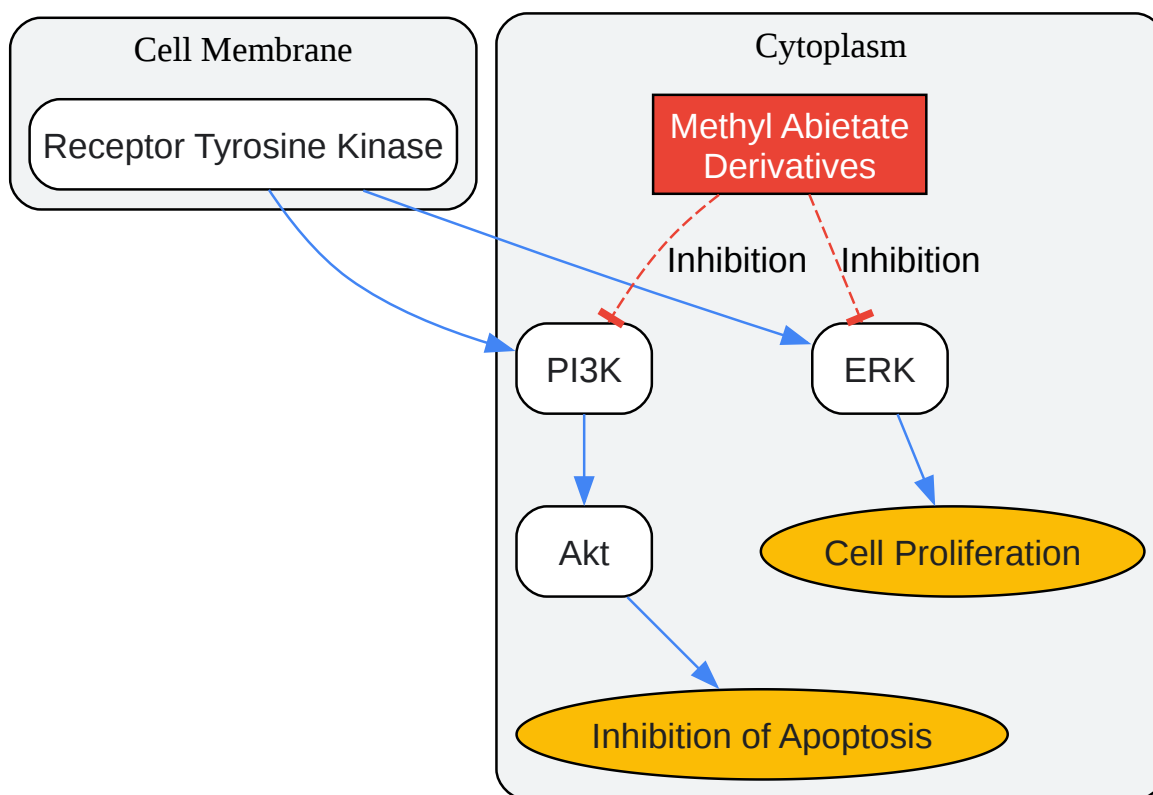 Cell Membrane
Receptor Tyrosine Kinase
Cytoplasm
Methyl Abietate
Derivatives
Inhibition
Inhibition
PI3K
ERK
Akt
Cell Proliferation
Inhibition of Apoptosis